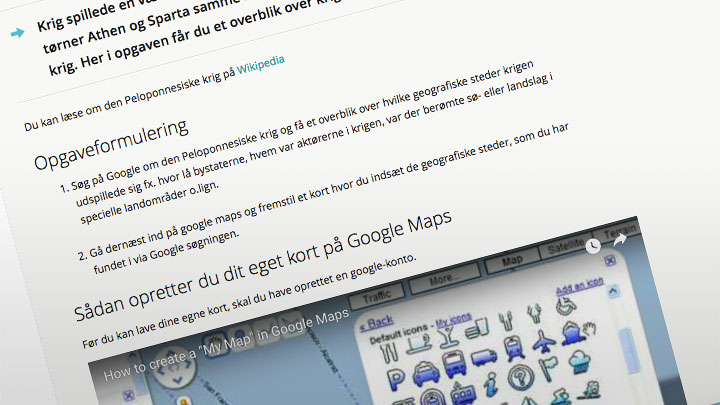 Krig spillede en
tørner Athen og Sparta samme
krig. Her i opgaven får du et overblik over
Du kan læse om den Peloponnesiske krig på Wikipedia
Opgaveformulering
1. Søg på Google om den Peloponnesiske krig og få et overblik over hvilke geografiske steder krigen
udspillede sig fx. hvor lå bystaterne, hvem var aktørerne i krigen, var der berømte sø- eller landslag i
specielle landområder o.lign.
2. Gå dernæst ind på google maps og fremstil et kort hvor du indsæt de geografiske steder, som du har
fundet i via Google søgningen.
Sådan opretter du dit eget kort på Google Maps
Før du kan lave dine egne kort, skal du have oprettet en google-konto.
How to create a "My Map" in Google Maps
Traffic More... Map Satellite Terrain
< Back Add an icon
Default icons - My icons